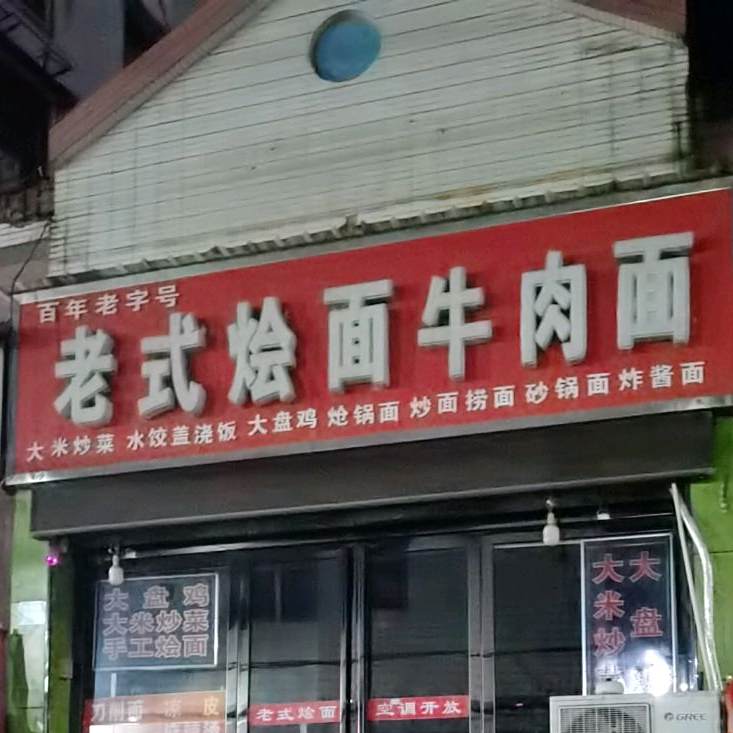 百年老字号
老式烩面牛肉面
大米炒菜 水饺盖浇饭 大盘鸡 炝锅面 炒面捞面 砂锅面 炸酱面
大盘鸡
大米炒菜
手工烩面
大盘
大米炒
刀削面 凉皮
老式烩面
空调开放
GREE